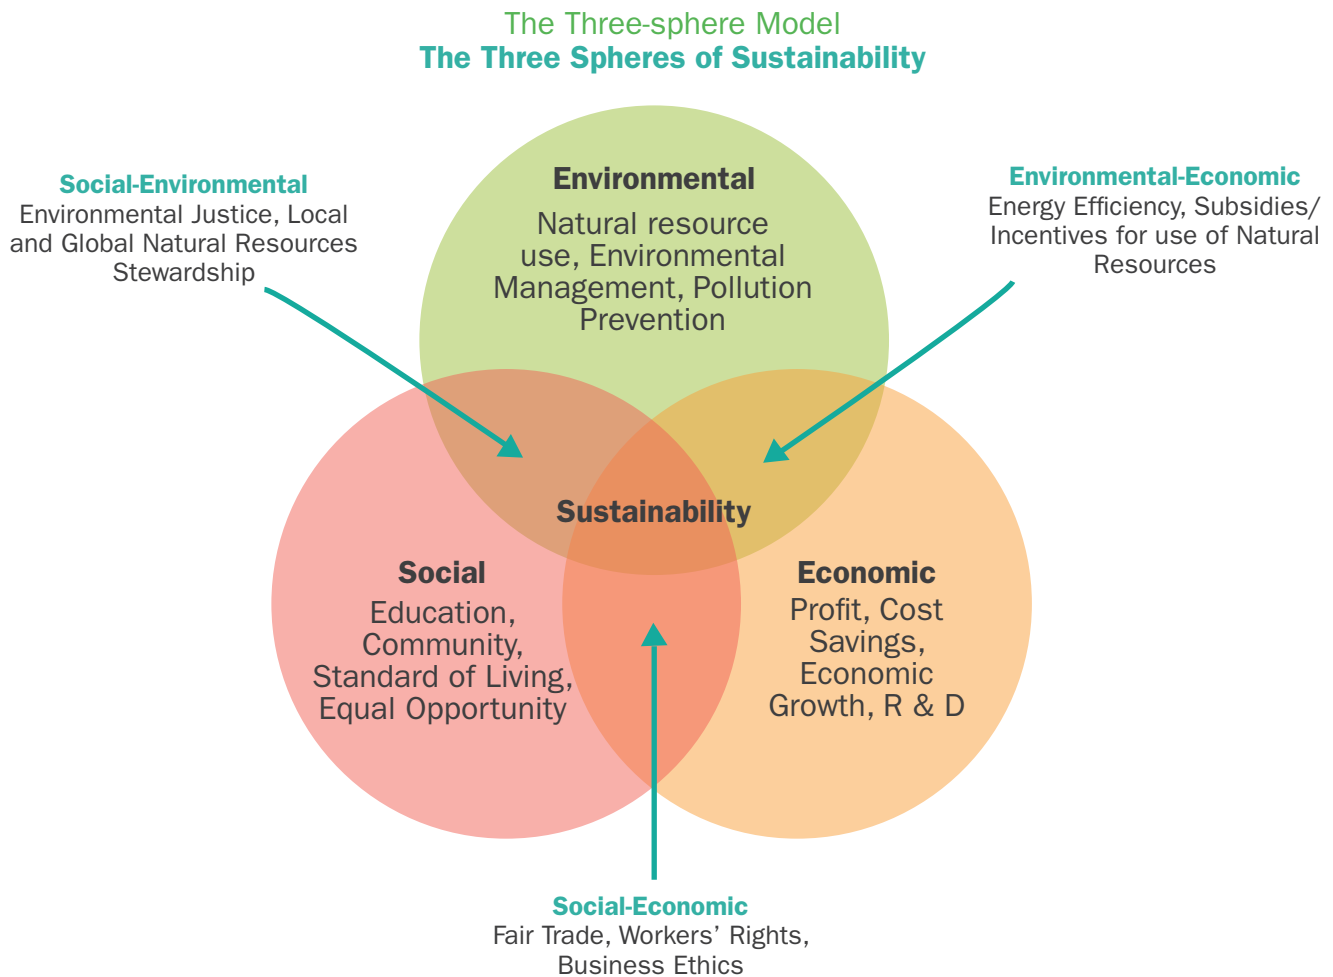 The Three-sphere Model
The Three Spheres of Sustainability
Environmental
Natural resource
use, Environmental
Management, Pollution
Prevention
Social-Environmental
Environmental Justice, Local
and Global Natural Resources
Stewardship
Environmental-Economic
Energy Efficiency, Subsidies/
Incentives for use of Natural
Resources
Sustainability
Social
Education,
Community,
Standard of Living,
Equal Opportunity
Economic
Profit, Cost
Savings,
Economic
Growth, R & D
Social-Economic
Fair Trade, Workers’ Rights,
Business Ethics